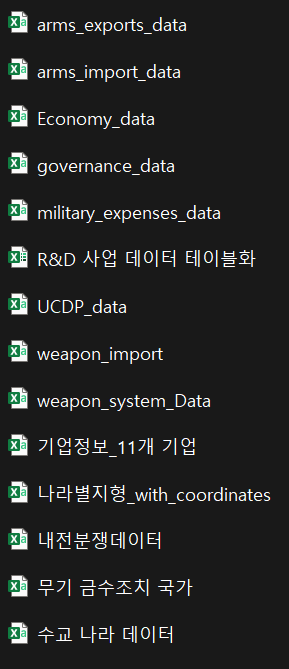 arms_exports_data
arms_import_data
Economy_data
governance_data
military_expenses_data
R&D 사업 데이터 테이블화
UCDP_data
weapon_import
weapon_system_Data
기업정보_11개 기업
나라별지형_with_coordinates
내전분쟁데이터
무기 금수조치 국가
수교 나라 데이터